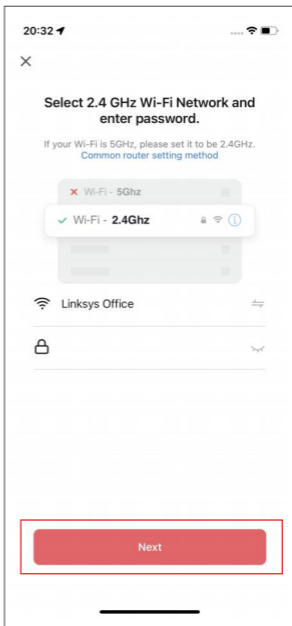 20:32
Select 2.4 GHz Wi-Fi Network and
enter password.
If your Wi-Fi is 5GHz, please set it to be 2.4GHz.
Common router setting method
Wi-Fi - 5Ghz
Wi-Fi - 2.4Ghz
Linksys Office
Next